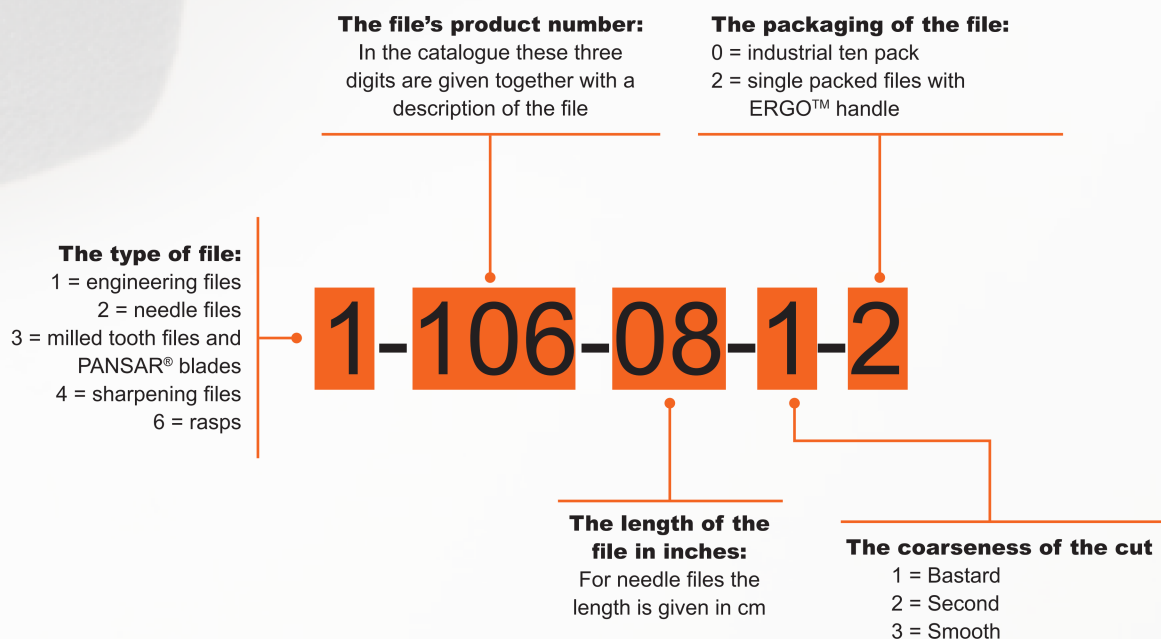 The file's product number:
In the catalogue these three
digits are given together with a
description of the file
The packaging of the file:
0 = industrial ten pack
2 = single packed files with
ERGO™ handle
The type of file:
1 = engineering files
2 = needle files
3 = milled tooth files and
PANSAR® blades
4 = sharpening files
6 = rasps
1-106-08-1-2
The length of the
file in inches:
For needle files the
length is given in cm
The coarseness of the cut
1 = Bastard
2 = Second
3 = Smooth